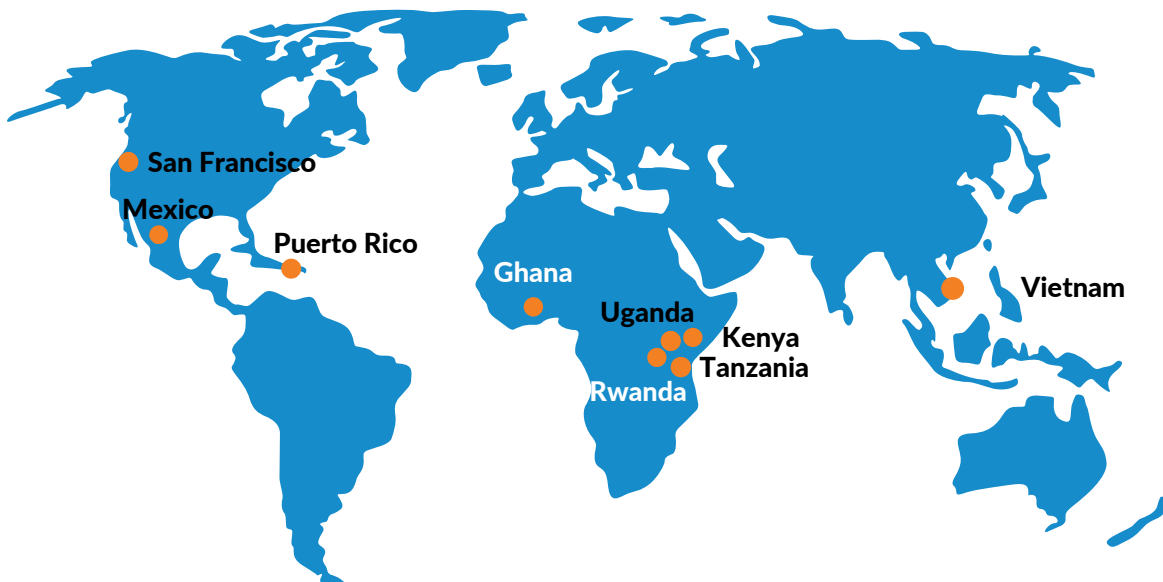 San Francisco
Mexico
Puerto Rico
Ghana
Vietnam
Uganda
Kenya
Tanzania
Rwanda